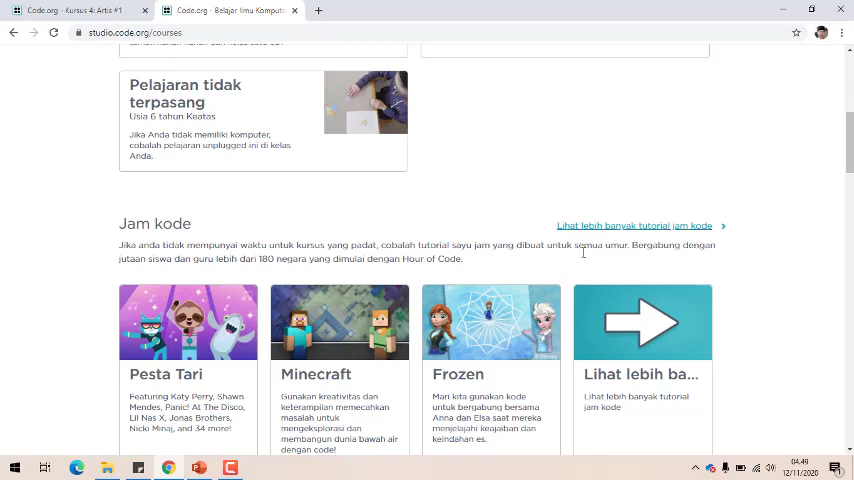 Code.org - Kursus 4: Artis #1
Code.org - Belajar Ilmu Kompute
studio.code.org/courses
Pelajaran tidak
terpasang
Usia 6 tahun Keatas
Jika Anda tidak memiliki komputer,
cobalah pelajaran unplugged ini di kelas
Anda.
Jam kode
Lihat lebih banyak tutorial jam kode
Jika anda tidak mempunyai waktu untuk kursus yang padat, cobalah tutorial sayu jam yang dibuat untuk semua umur. Bergabung dengan
jutaan siswa dan guru lebih dari 180 negara yang dimulai dengan Hour of Code.
Pesta Tari
Featuring Katy Perry, Shawn
Mendes, Panic! At The Disco,
Lil Nas X, Jonas Brothers,
Nicki Minaj, and 34 more!
Minecraft
Gunakan kreativitas dan
keterampilan memecahkan
masalah untuk
mengeksplorasi dan
membangun dunia bawah air
dengan code!
Frozen
Mari kita gunakan kode
untuk bergabung bersama
Anna dan Elsa saat mereka
menjelajahi keajaiban dan
keindahan es.
Lihat lebih ba...
Lihat lebih banyak tutorial
jam kode
04.49
12/11/2020